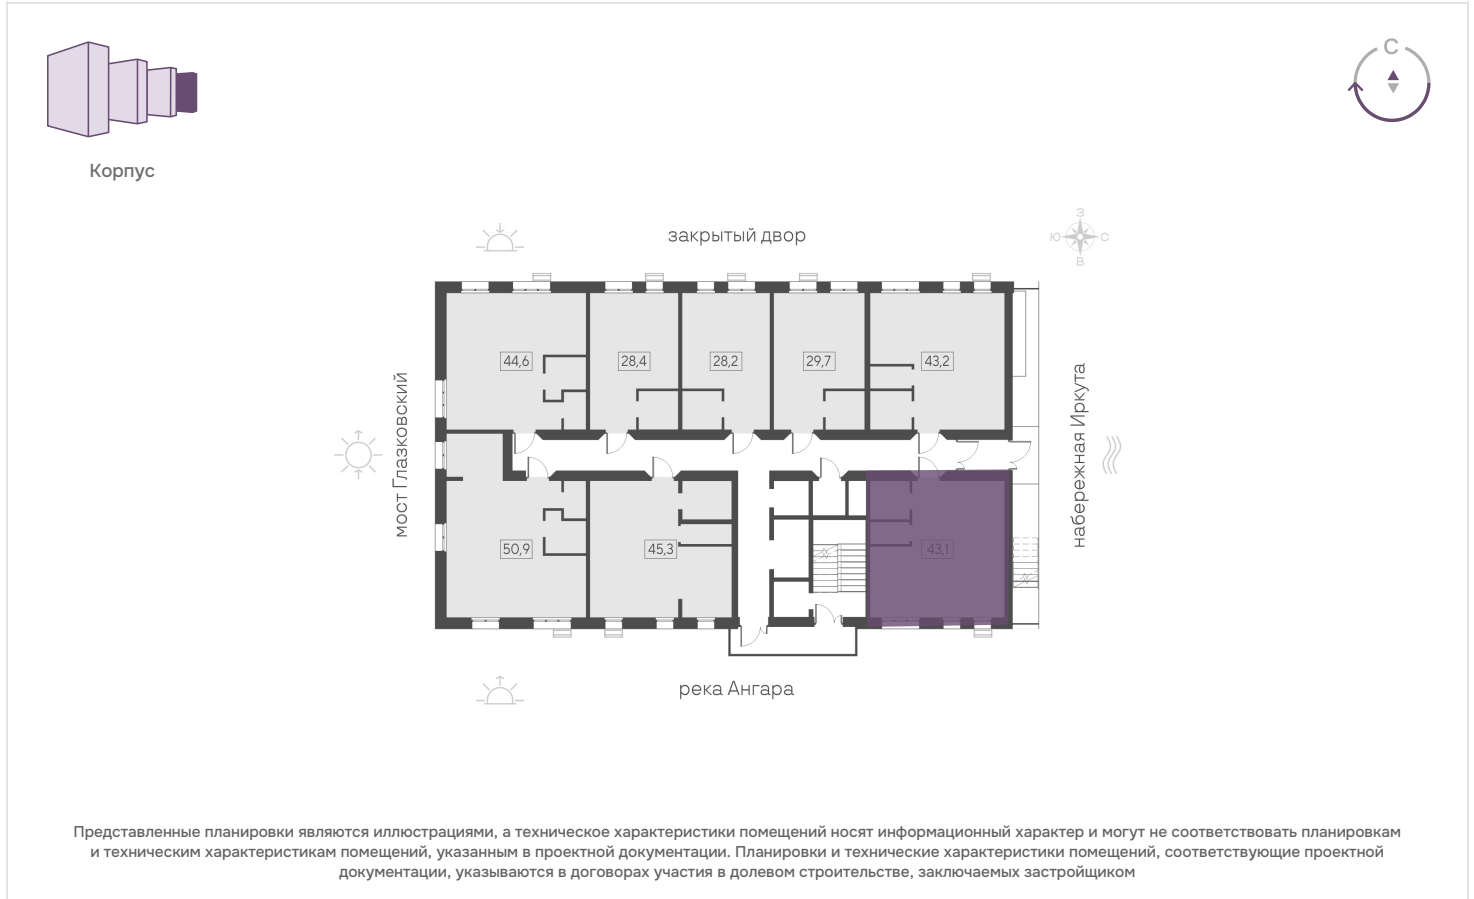 С
Корпус
закрытый двор
З
Ю
С
В
44,6
28,4
28,2
29,7
43,2
мост Глазковский
набережная Иркута
50,9
45,3
43,1
река Ангара
Представленные планировки являются иллюстрациями, а техническое характеристики помещений носят информационный характер и могут не соответствовать планировкам
и техническим характеристикам помещений, указанным в проектной документации. Планировки и технические характеристики помещений, соответствующие проектной
документации, указываются в договорах участия в долевом строительстве, заключаемых застройщиком